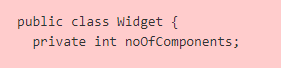 public class Widget {
private int noOfComponents;